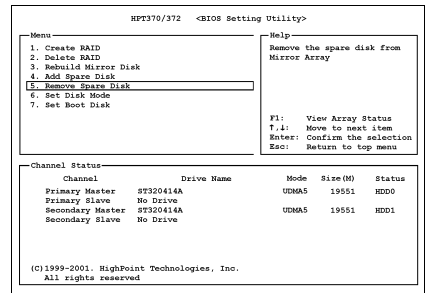 HPT370/372 <BIOS Setting Utility>
Menu
1. Create RAID
2. Delete RAID
3. Rebuild Mirror Disk
4. Add Spare Disk
5. Remove Spare Disk
6. Set Disk Mode
7. Set Boot Disk
Help
Remove the spare disk from
Mirror Array
F1: View Array Status
↑,↓: Move to next item
Enter: Confirm the selection
Esc: Return to top menu
Channel Status
Channel Drive Name Mode Size(M) Status
Primary Master ST320414A UDMA5 19551 HDD0
Primary Slave No Drive
Secondary Master ST320414A UDMA5 19551 HDD1
Secondary Slave No Drive
(C)1999-2001. HighPoint Technologies, Inc.
All rights reserved